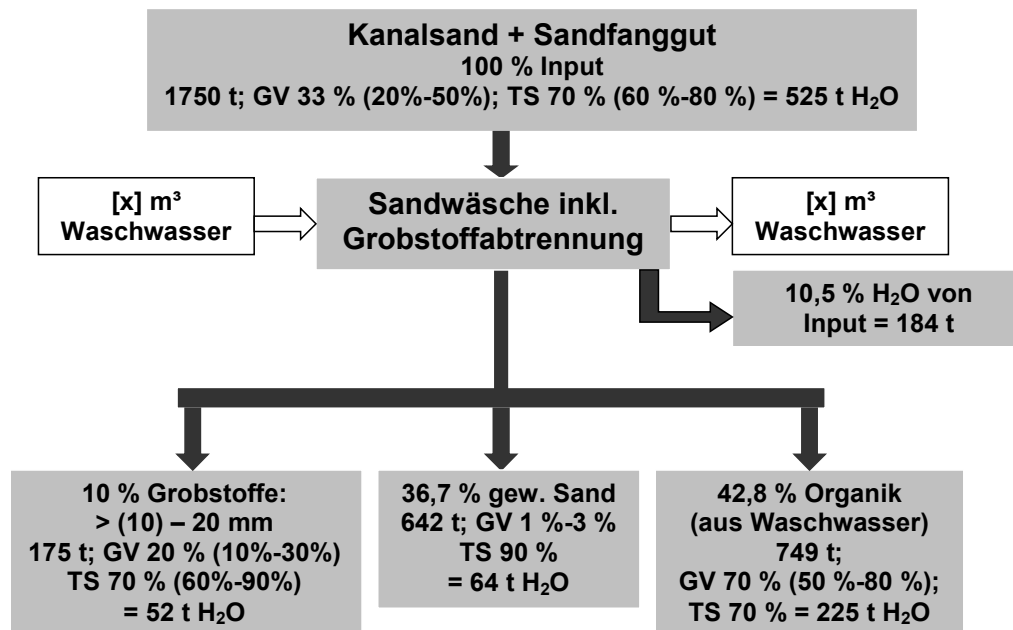 Kanalsand + Sandfanggut
100 % Input
1750 t; GV 33 % (20%-50%); TS 70 % (60 %-80 %) = 525 t H₂O
[x] m³
Waschwasser
Sandwäsche inkl.
Grobstoffabtrennung
[x] m³
Waschwasser
10,5 % H₂O von
Input = 184 t
10 % Grobstoffe:
> (10) – 20 mm
175 t; GV 20 % (10%-30%)
TS 70 % (60%-90%)
= 52 t H₂O
36,7 % gew. Sand
642 t; GV 1 %-3 %
TS 90 %
= 64 t H₂O
42,8 % Organik
(aus Waschwasser)
749 t;
GV 70 % (50 %-80 %);
TS 70 % = 225 t H₂O